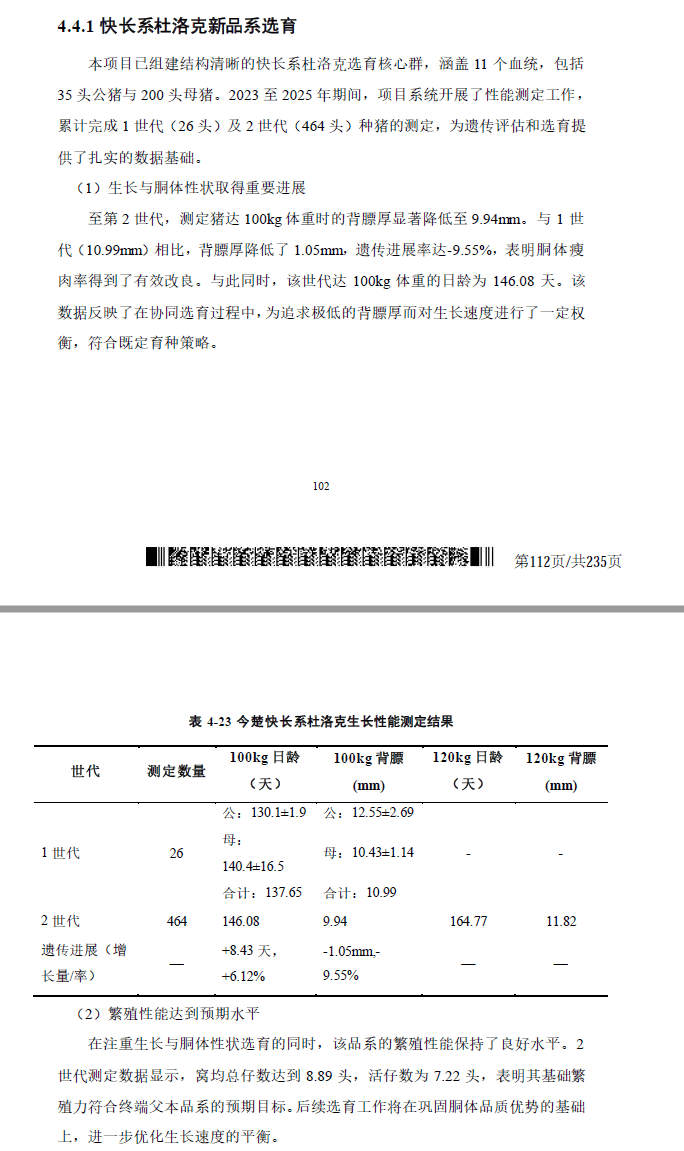 4.4.1 快长系杜洛克新品系选育
本项目已组建结构清晰的快长系杜洛克选育核心群，涵盖 11 个血统，包括
35 头公猪与 200 头母猪。2023 至 2025 年期间，项目系统开展了性能测定工作，
累计完成 1 世代（26 头）及 2 世代（464 头）种猪的测定，为遗传评估和选育提
供了扎实的数据基础。
（1）生长与胴体性状取得重要进展
至第 2 世代，测定猪达 100kg 体重时的背膘厚显著降低至 9.94mm。与 1 世
代（10.99mm）相比，背膘厚降低了 1.05mm，遗传进展率达-9.55%，表明胴体瘦
肉率得到了有效改良。与此同时，该世代达 100kg 体重的日龄为 146.08 天。该
数据反映了在协同选育过程中，为追求极低的背膘厚而对生长速度进行了一定权
衡，符合既定育种策略。
102
第112页/共235页
表 4-23 今楚快长系杜洛克生长性能测定结果
世代 测定数量 100kg 日龄（天） 100kg 背膘(mm) 120kg 日龄（天） 120kg 背膘(mm)
公：130.1±1.9 公：12.55±2.69
母：
1 世代 26 140.4±16.5 母：10.43±1.14 - -
合计：137.65 合计：10.99
2 世代 464 146.08 9.94 164.77 11.82
遗传进展（增 +8.43 天， -1.05mm,-
长量/率） — +6.12% 9.55% — —
（2）繁殖性能达到预期水平
在注重生长与胴体性状选育的同时，该品系的繁殖性能保持了良好水平。2
世代测定数据显示，窝均总仔数达到 8.89 头，活仔数为 7.22 头，表明其基础繁
殖力符合终端父本品系的预期目标。后续选育工作将在巩固胴体品质优势的基础
上，进一步优化生长速度的平衡。